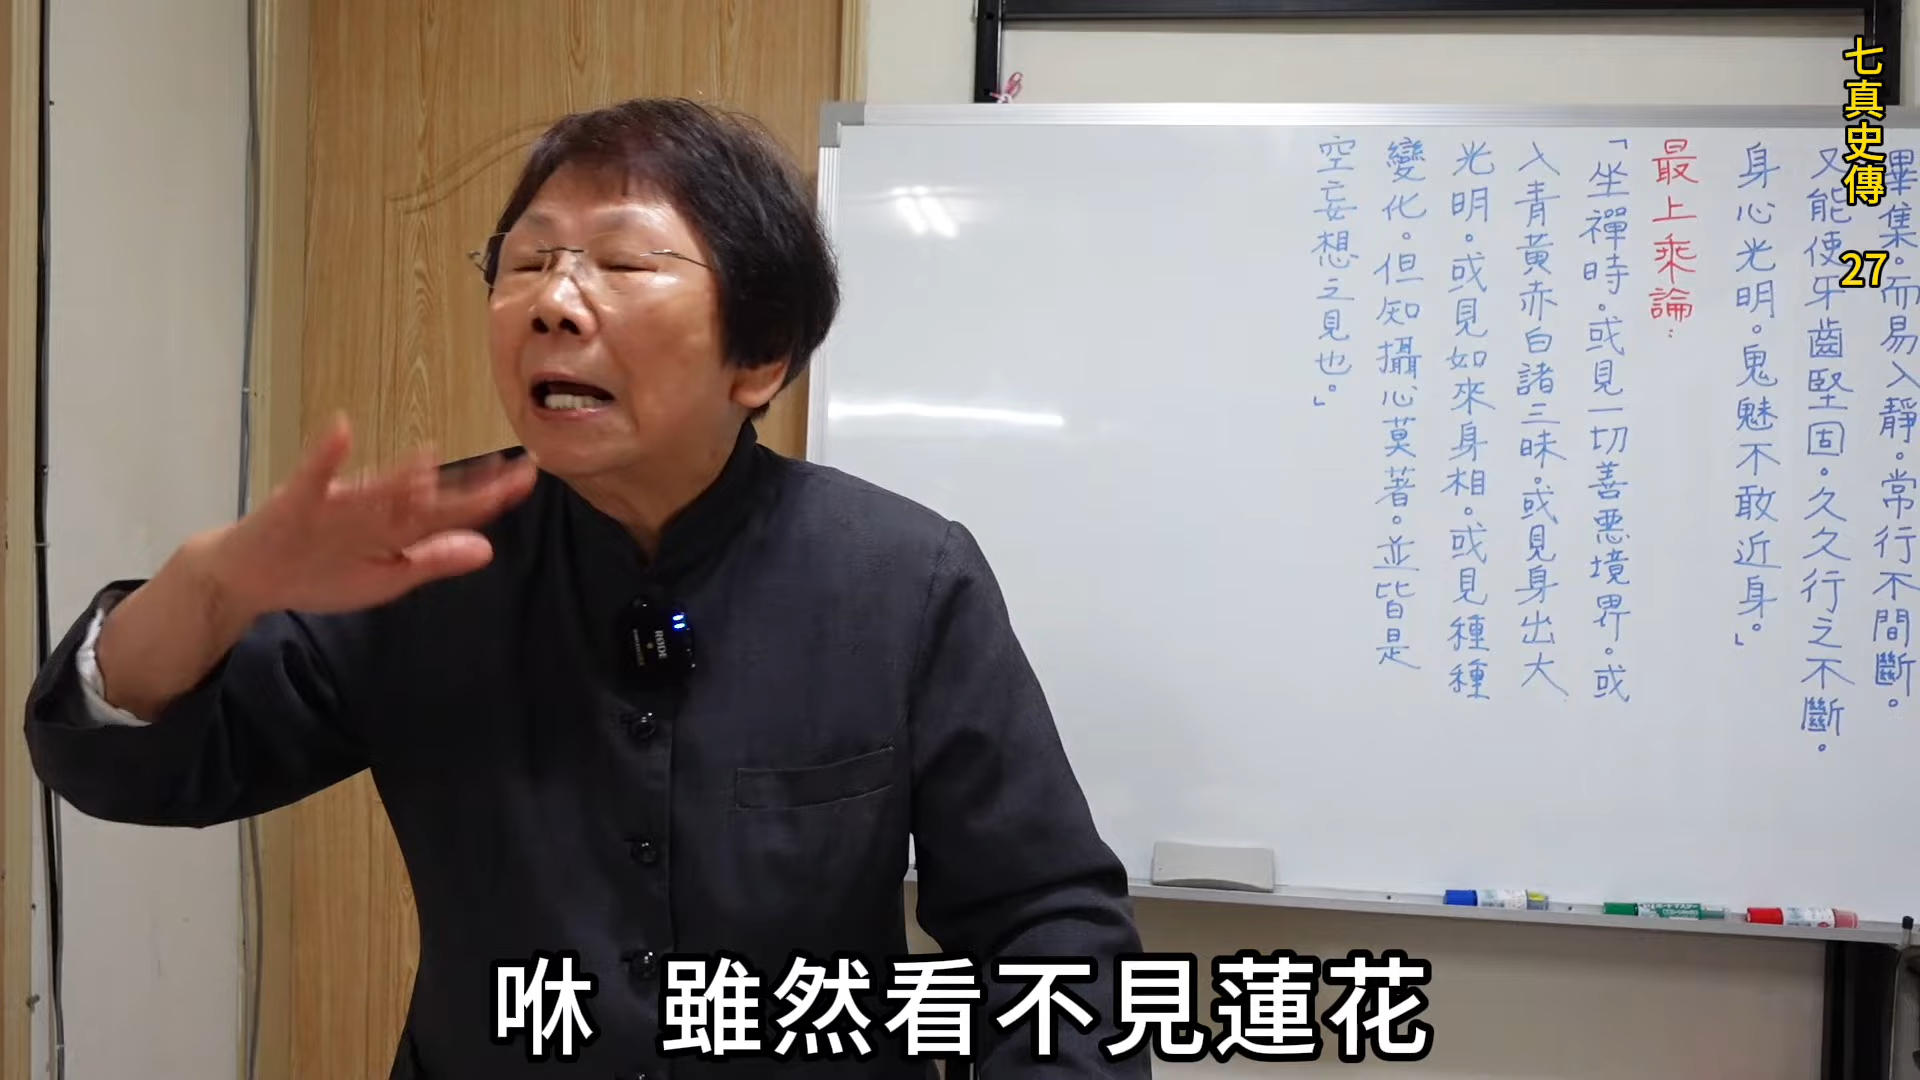 七真史傳 27
畢集。而易入靜。常行不間斷。
又能使牙齒堅固。久久行之不斷。
身心光明。鬼魅不敢近身。」
最上乘論：
「坐禪時。或見一切善惡境界。或
入青黃赤白諸三昧。或見身出大
光明。或見如來身相。或見種種
變化。但知攝心莫著。並皆是
空妄想之見也。」
RØDE
咻 雖然看不見蓮花